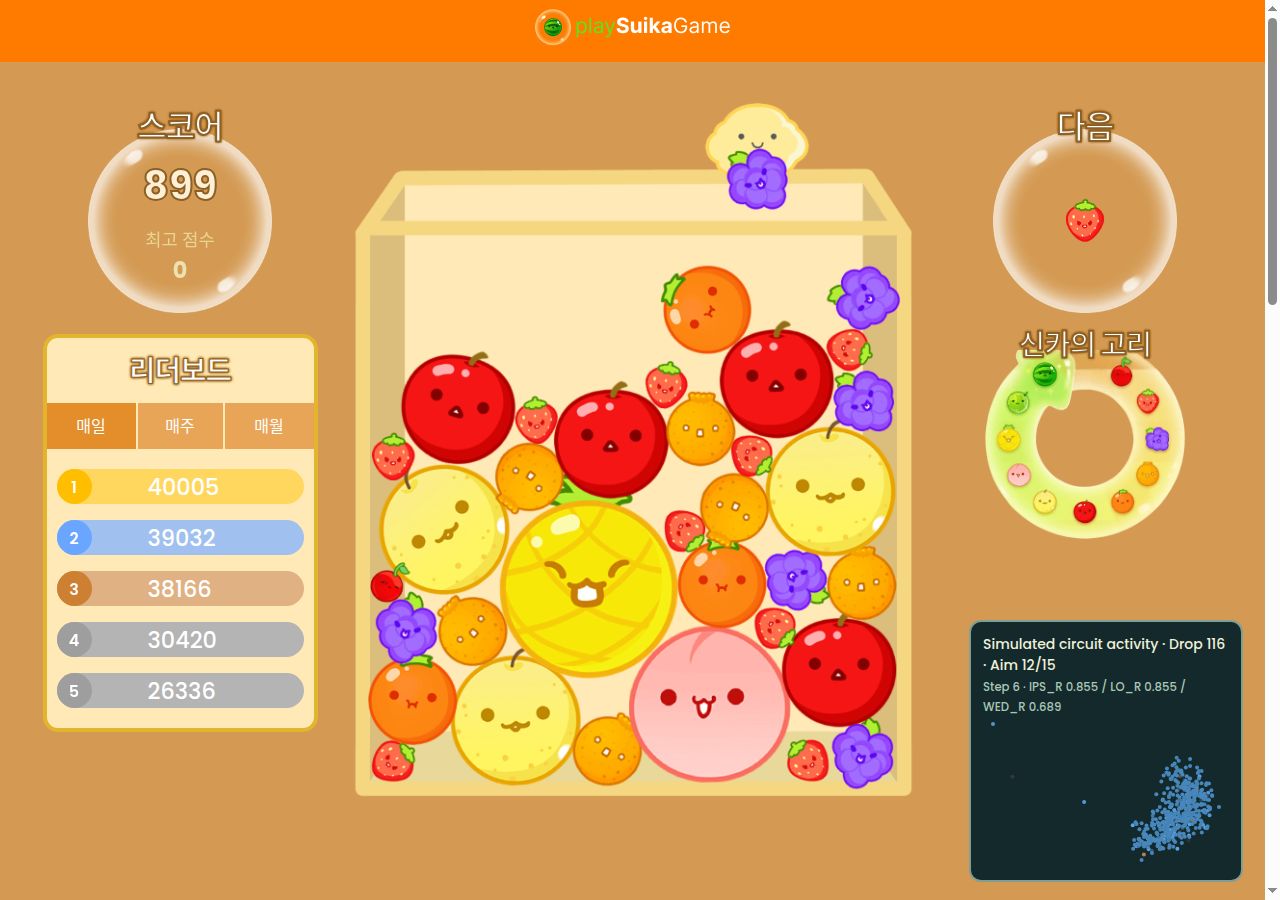 playSuikaGame
스코어
899
최고 점수
0
다음
리더보드
매일 매주 매월
1 40005
2 39032
3 38166
4 30420
5 26336
신카의 고리
Simulated circuit activity · Drop 116
· Aim 12/15
Step 6 · IPS_R 0.855 / LO_R 0.855 /
WED_R 0.689